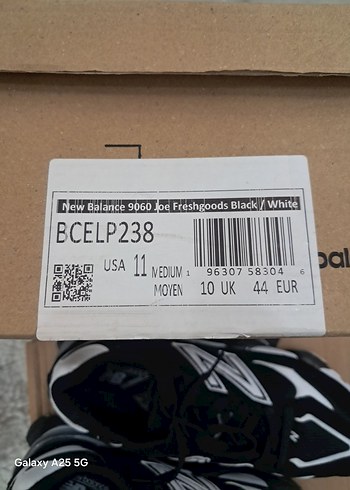 New Balance 9060 Joe Freshgoods Black / White
BCELP238
USA 11 MEDIUM
MOYEN
1 96307 58304 6
10 UK 44 EUR
bal
Galaxy A25 5G